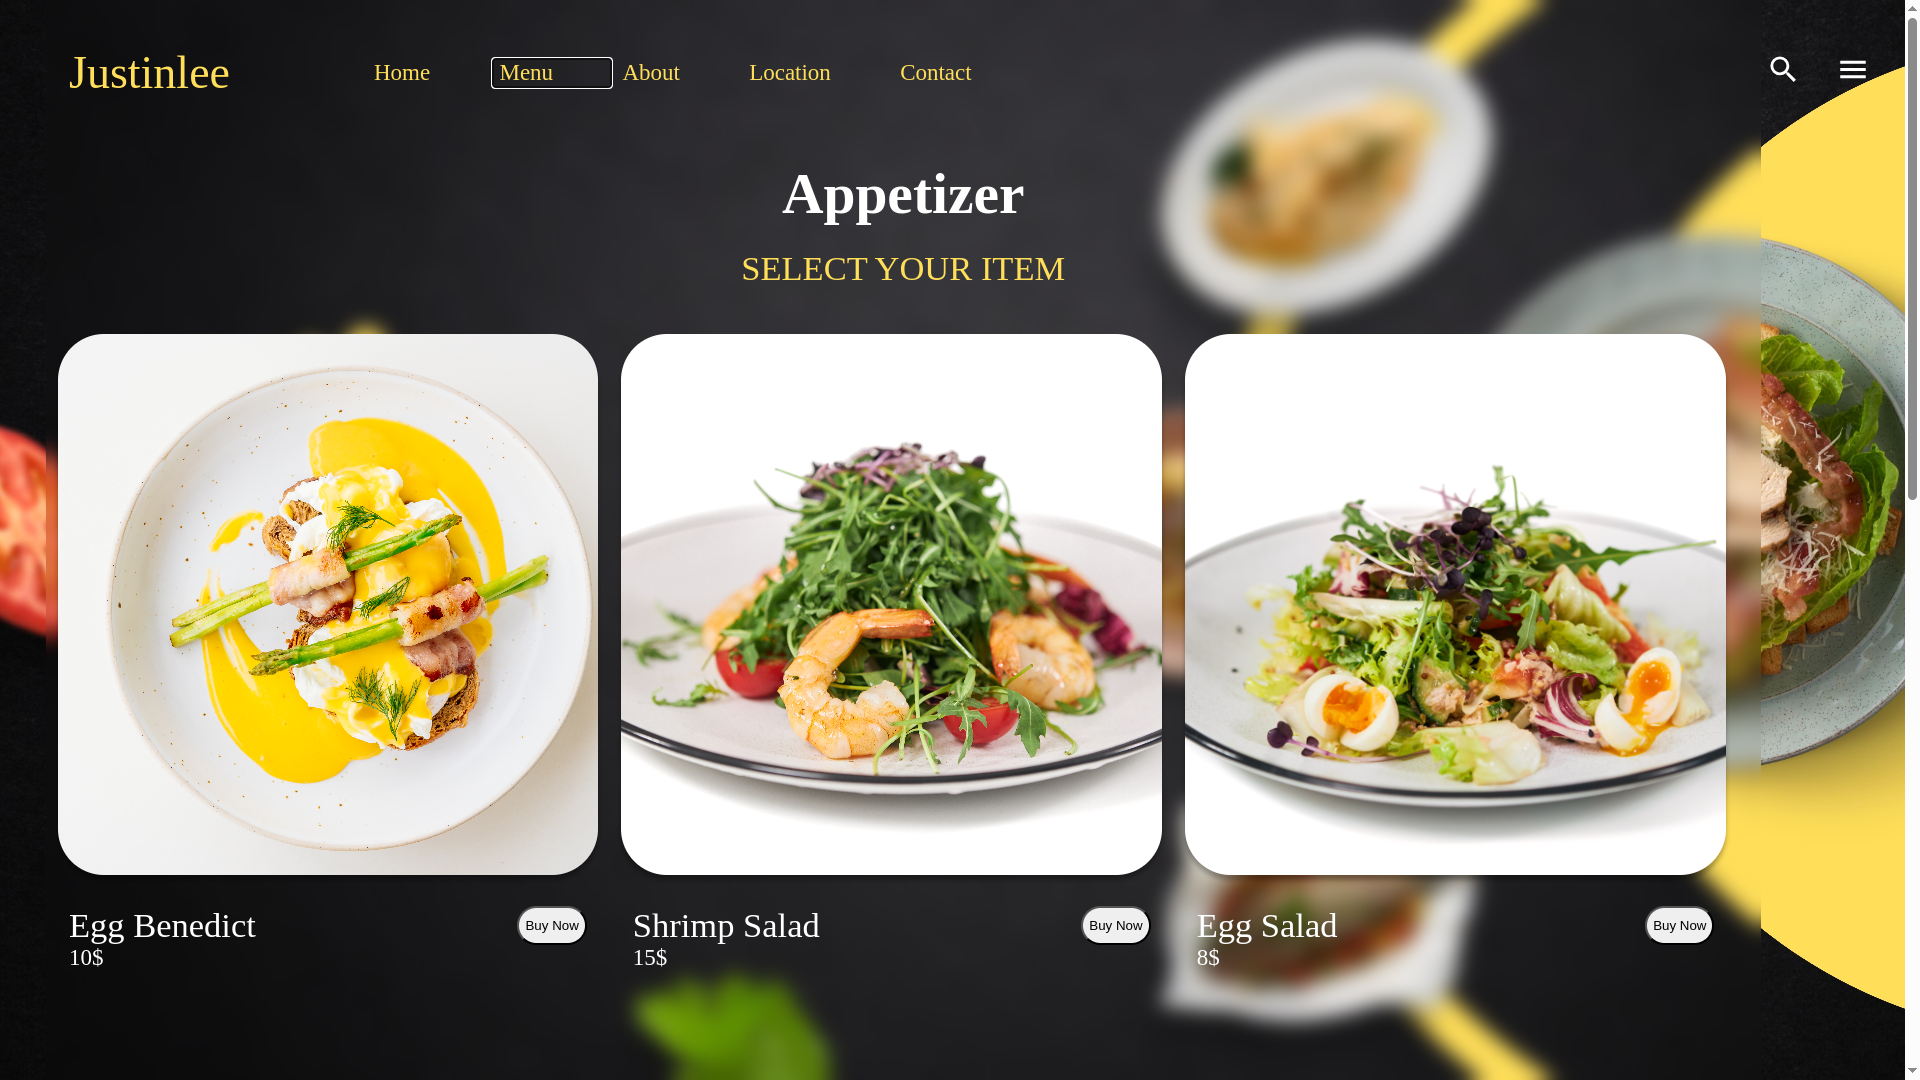 Justinlee
Home
Menu
About
Location
Contact
Appetizer
SELECT YOUR ITEM
Egg Benedict
10$
Buy Now
Shrimp Salad
15$
Buy Now
Egg Salad
8$
Buy Now